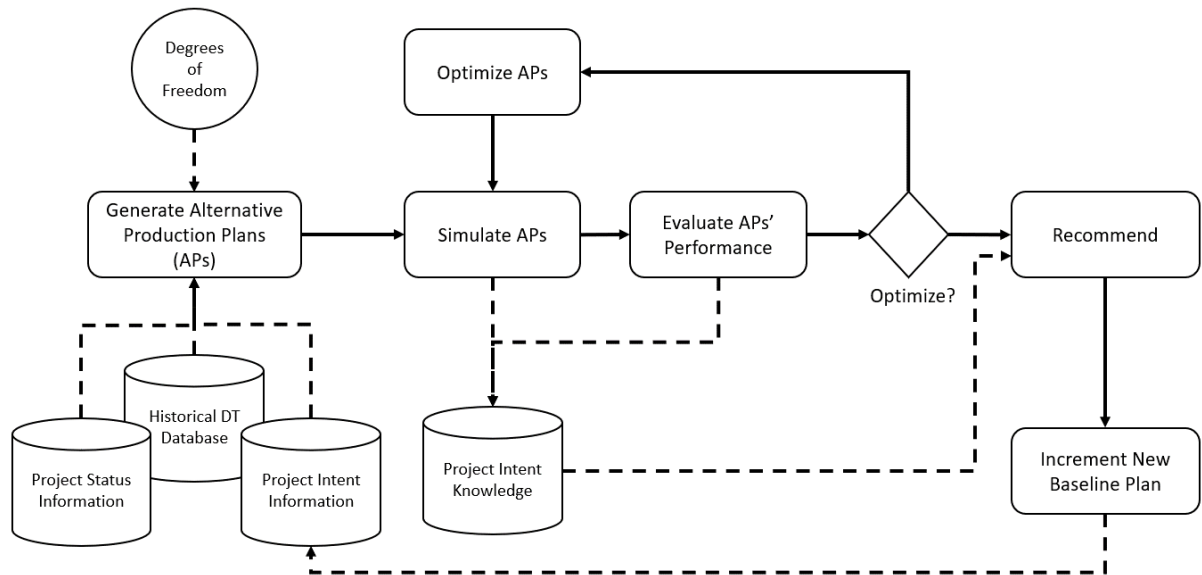 Degrees
of
Freedom
Optimize APs
Generate Alternative
Production Plans
(APs)
Simulate APs
Evaluate APs’
Performance
Optimize?
Recommend
Historical DT
Database
Project Status
Information
Project Intent
Information
Project Intent
Knowledge
Increment New
Baseline Plan